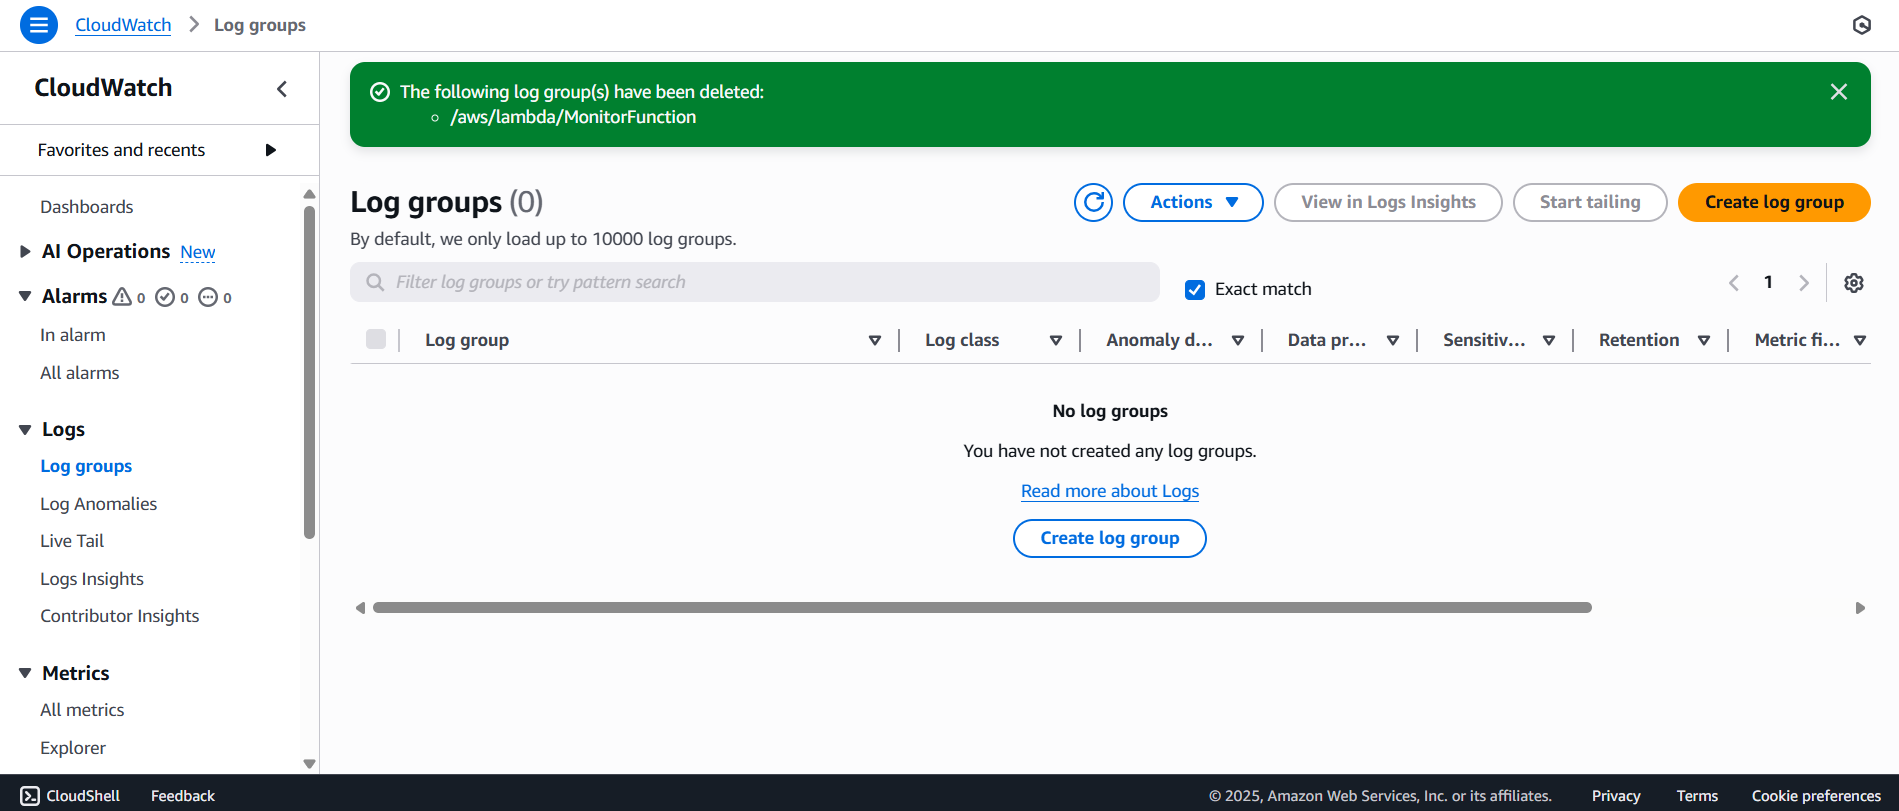 CloudWatch > Log groups
CloudWatch
Favorites and recents
Dashboards
AI Operations New
Alarms 0 0 0
In alarm
All alarms
Logs
Log groups
Log Anomalies
Live Tail
Logs Insights
Contributor Insights
Metrics
All metrics
Explorer
The following log group(s) have been deleted:
/aws/lambda/MonitorFunction
Log groups (0)
Actions
View in Logs Insights
Start tailing
Create log group
By default, we only load up to 10000 log groups.
Filter log groups or try pattern search
Exact match
1
Log group
Log class
Anomaly d...
Data pr...
Sensitiv...
Retention
Metric fi...
No log groups
You have not created any log groups.
Read more about Logs
Create log group
CloudShell
Feedback
© 2025, Amazon Web Services, Inc. or its affiliates.
Privacy
Terms
Cookie preferences